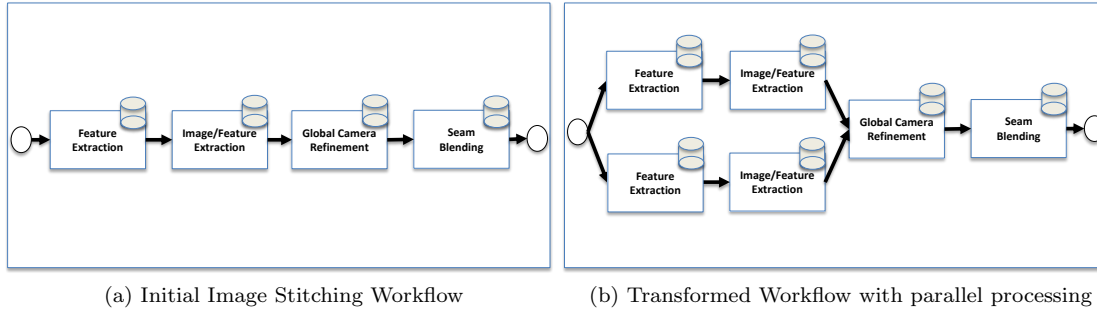 Feature
Extraction
Image/Feature
Extraction
Global Camera
Refinement
Seam
Blending
(a) Initial Image Stitching Workflow
Feature
Extraction
Image/Feature
Extraction
Feature
Extraction
Image/Feature
Extraction
Global Camera
Refinement
Seam
Blending
(b) Transformed Workflow with parallel processing